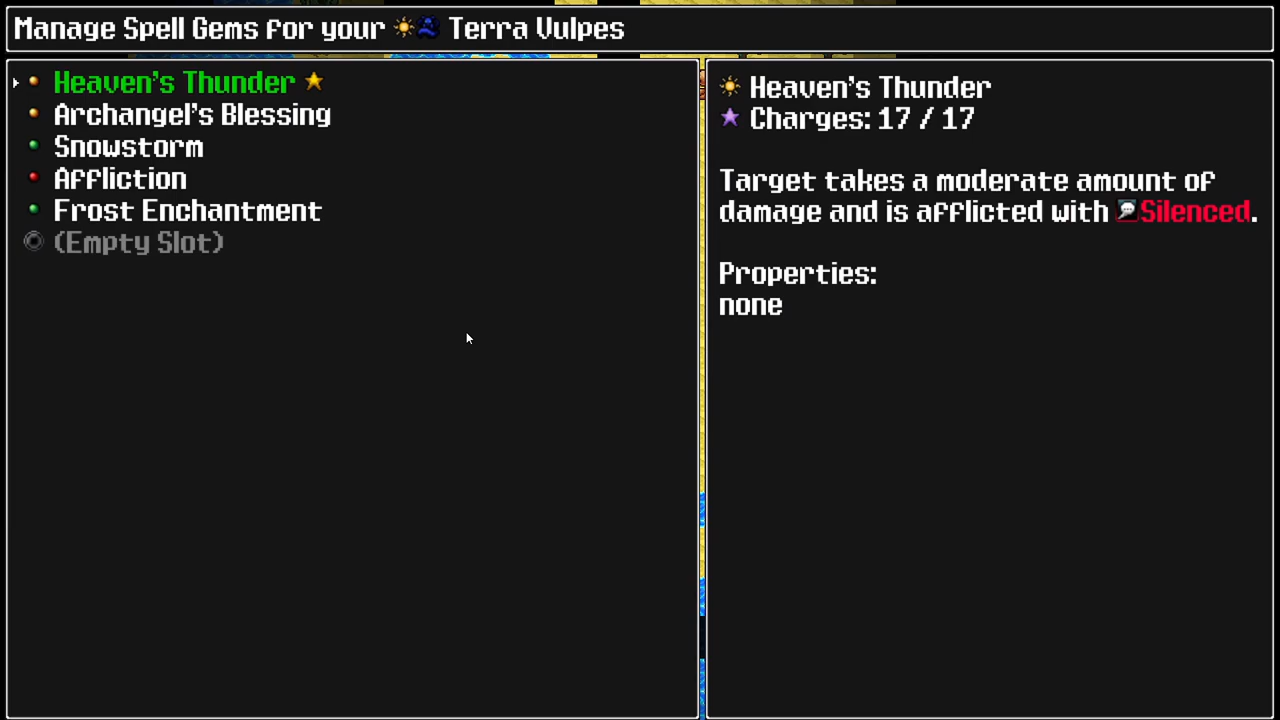 Manage Spell Gems for your Terra Vulpes
Heaven's Thunder
Archangel's Blessing
Snowstorm
Affliction
Frost Enchantment
(Empty Slot)
Heaven's Thunder
Charges: 17 / 17
Target takes a moderate amount of
damage and is afflicted with Silenced.
Properties:
none